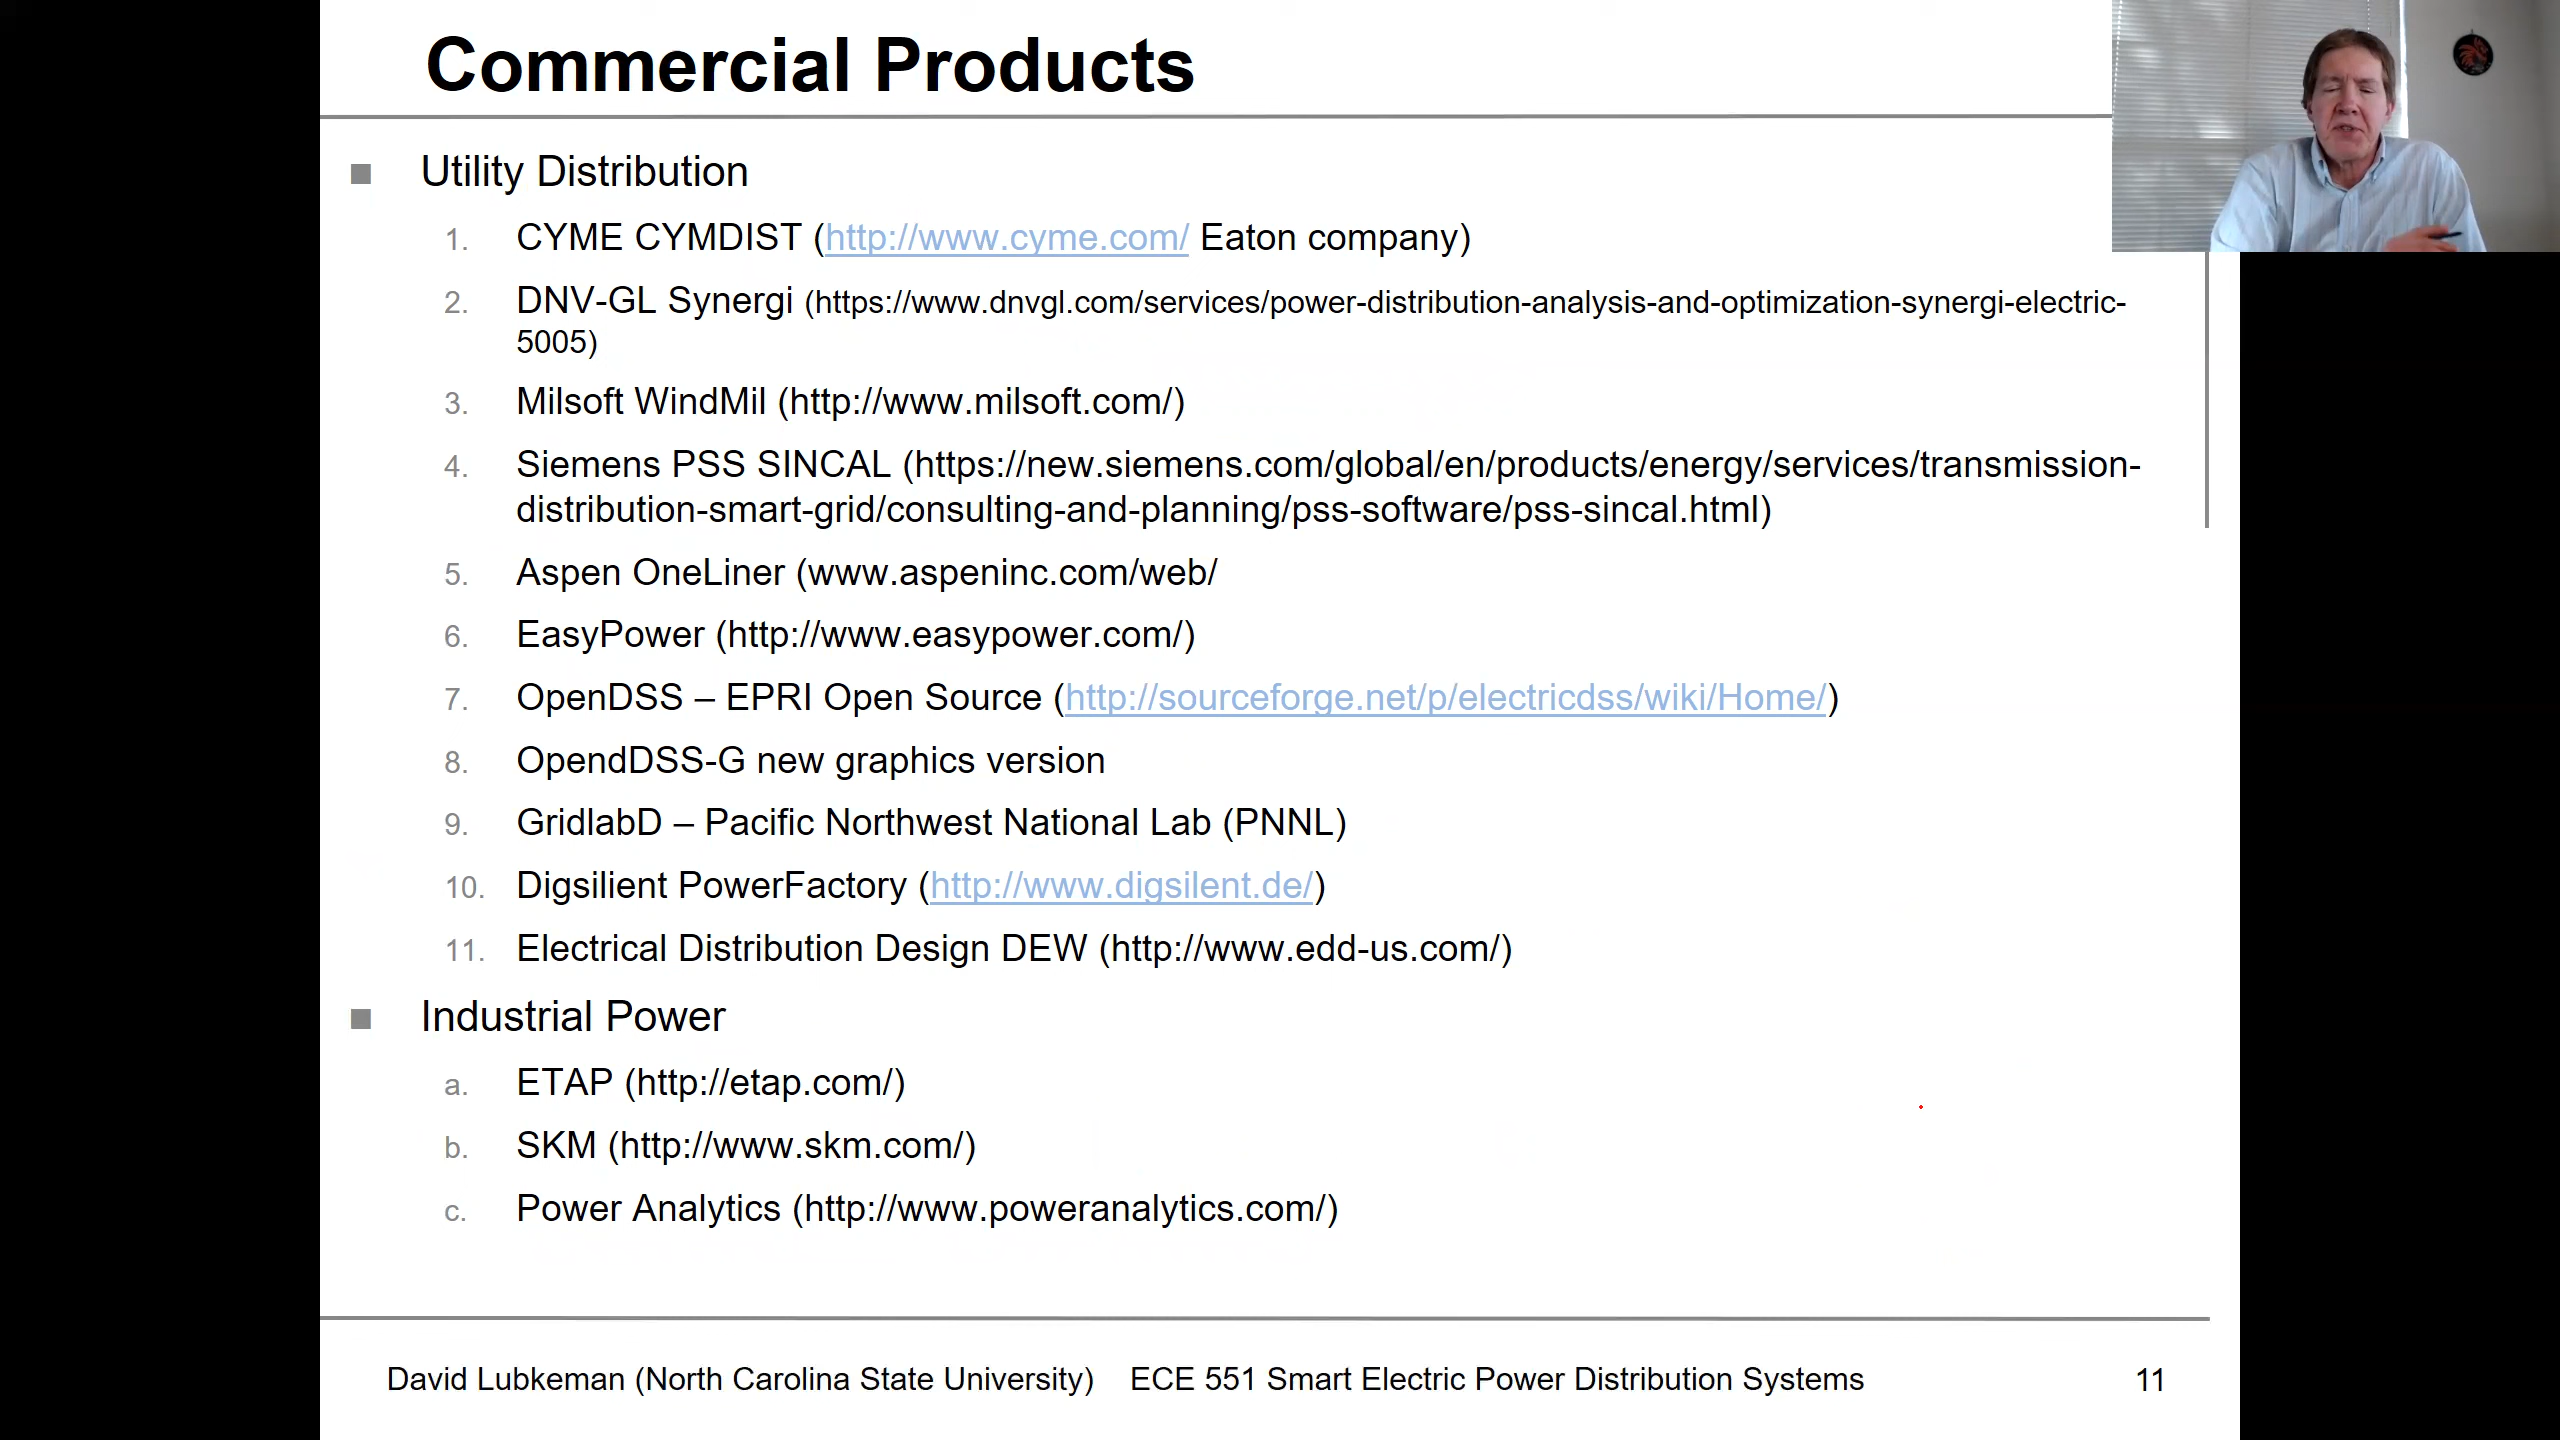 Commercial Products
Utility Distribution
1. CYME CYMDIST (http://www.cyme.com/ Eaton company)
2. DNV-GL Synergi (https://www.dnvgl.com/services/power-distribution-analysis-and-optimization-synergi-electric-
5005)
3. Milsoft WindMil (http://www.milsoft.com/)
4. Siemens PSS SINCAL (https://new.siemens.com/global/en/products/energy/services/transmission-
distribution-smart-grid/consulting-and-planning/pss-software/pss-sincal.html)
5. Aspen OneLiner (www.aspeninc.com/web/
6. EasyPower (http://www.easypower.com/)
7. OpenDSS – EPRI Open Source (http://sourceforge.net/p/electricdss/wiki/Home/)
8. OpendDSS-G new graphics version
9. GridlabD – Pacific Northwest National Lab (PNNL)
10. Digsilient PowerFactory (http://www.digsilent.de/)
11. Electrical Distribution Design DEW (http://www.edd-us.com/)
Industrial Power
a. ETAP (http://etap.com/)
b. SKM (http://www.skm.com/)
c. Power Analytics (http://www.poweranalytics.com/)
David Lubkeman (North Carolina State University) ECE 551 Smart Electric Power Distribution Systems 11